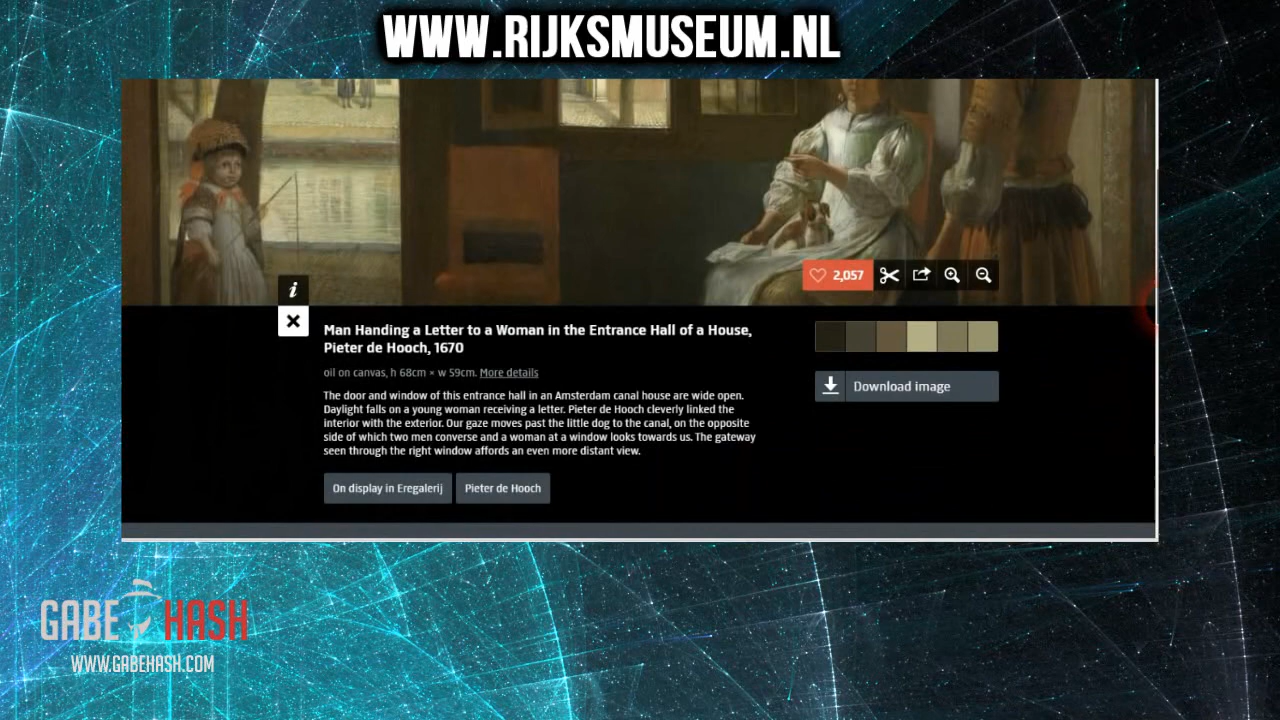 WWW.RIJKSMUSEUM.NL
2,057
i
Man Handing a Letter to a Woman in the Entrance Hall of a House,
Pieter de Hooch, 1670
oil on canvas, h 68cm × w 59cm. More details
The door and window of this entrance hall in an Amsterdam canal house are wide open.
Daylight falls on a young woman receiving a letter. Pieter de Hooch cleverly linked the
interior with the exterior. Our gaze moves past the little dog to the canal, on the opposite
side of which two men converse and a woman at a window looks towards us. The gateway
seen through the right window affords an even more distant view.
Download image
On display in Eregalerij Pieter de Hooch
GABE HASH
WWW.GABEHASH.COM